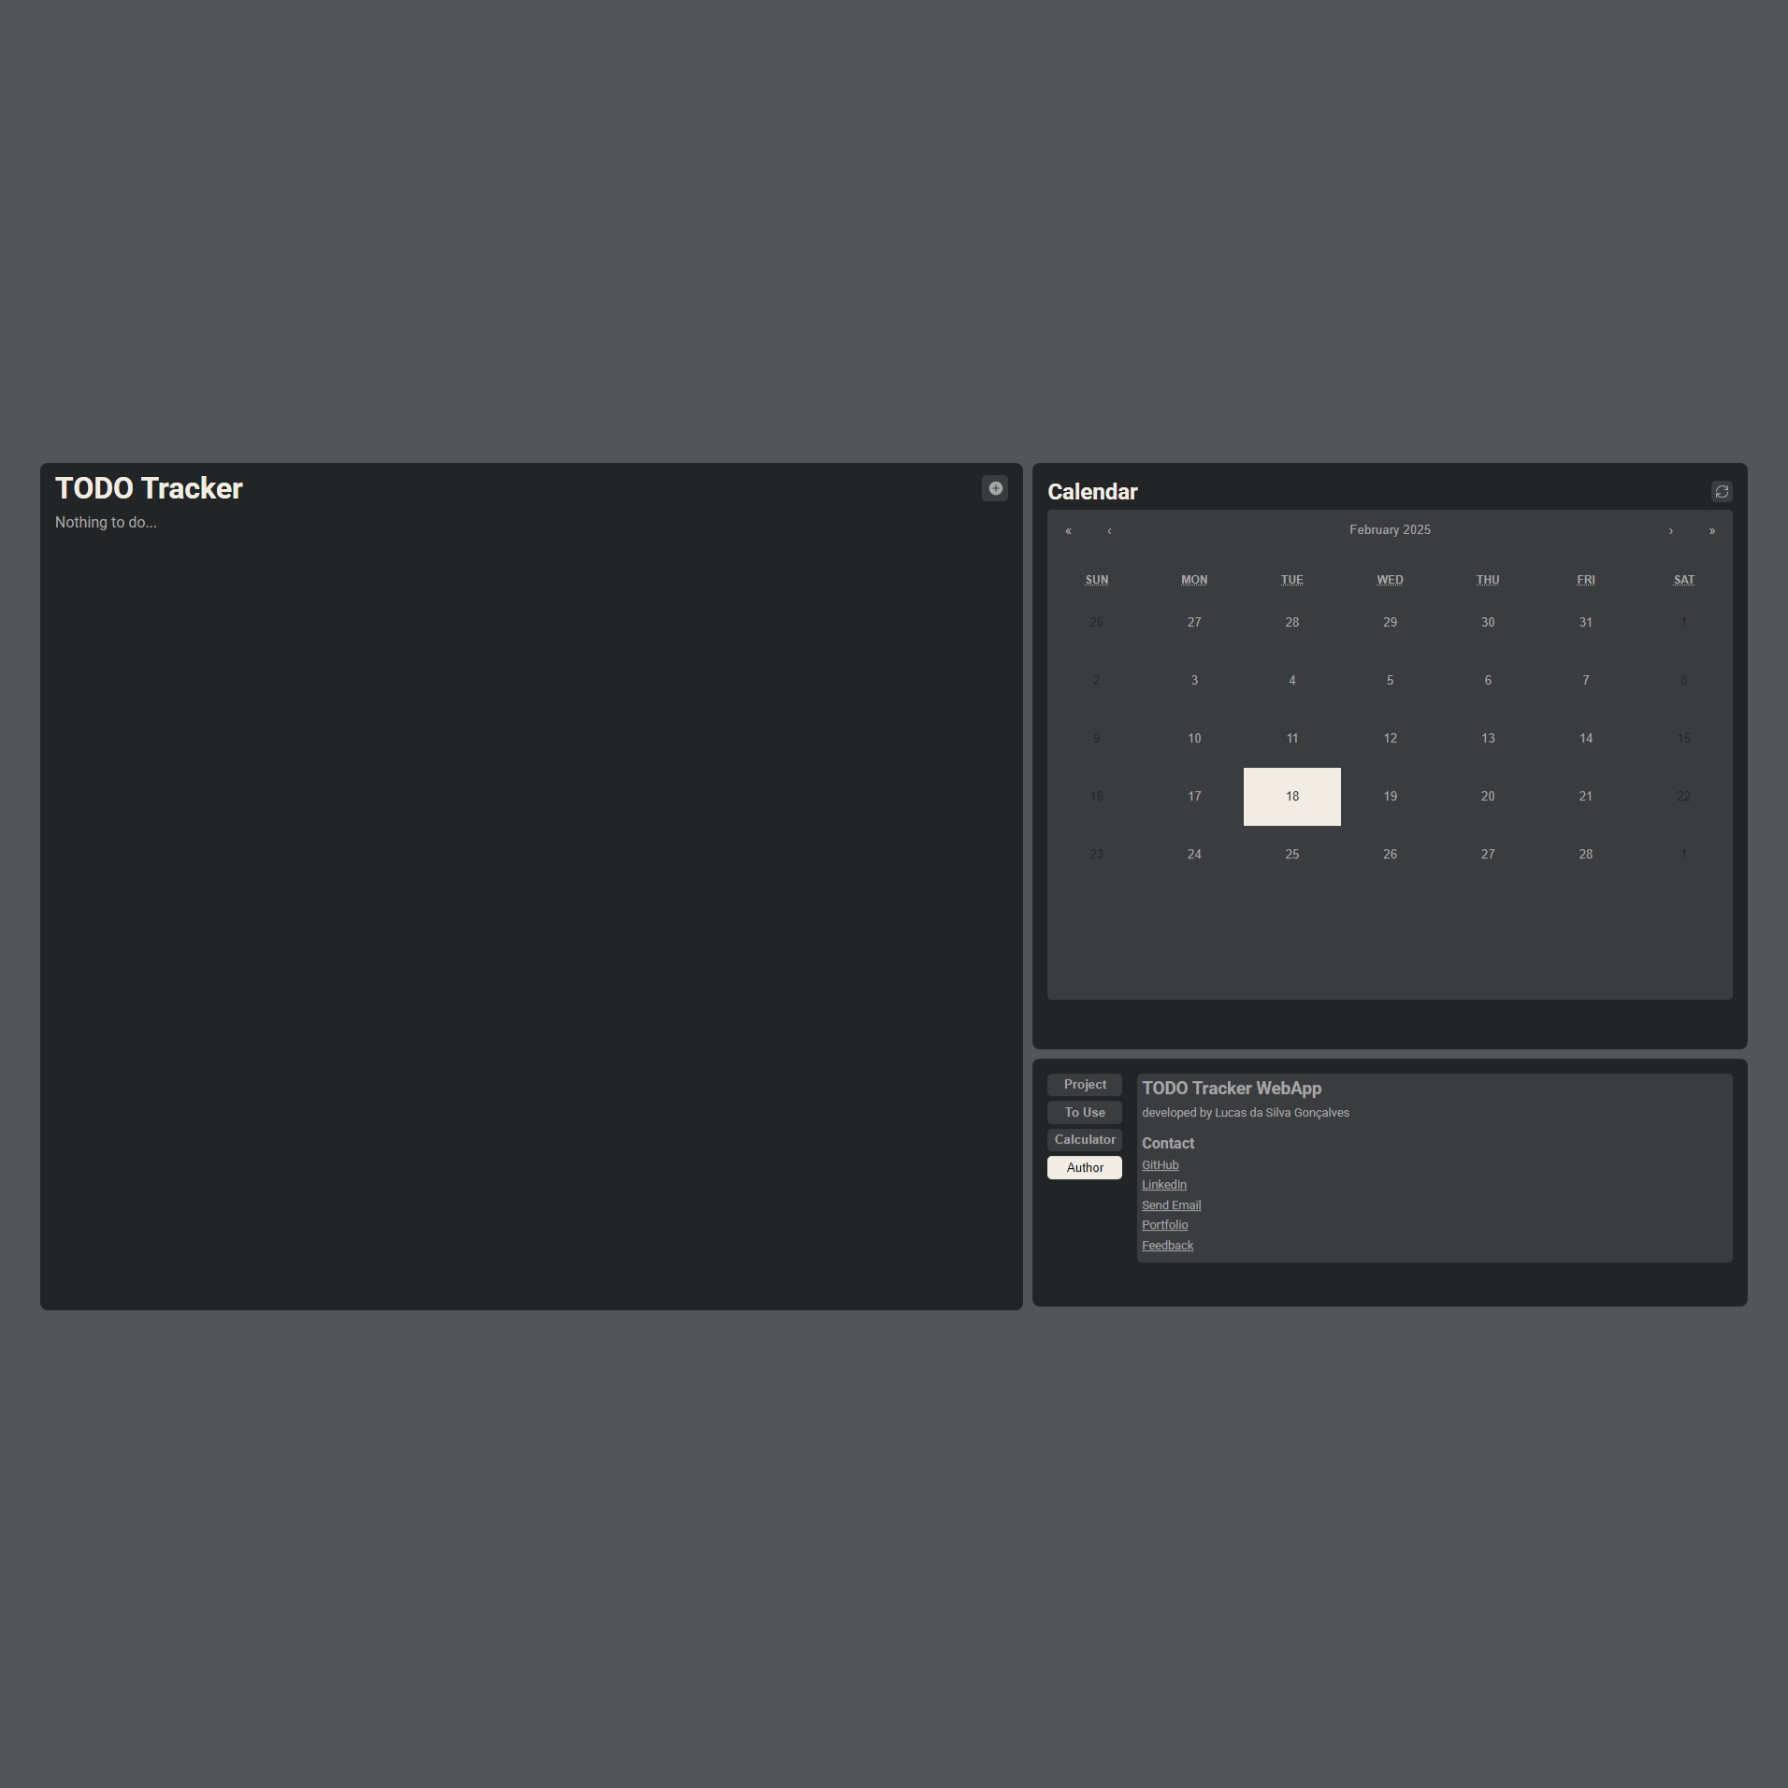 TODO Tracker
Nothing to do...
Calendar
« ‹ February 2025 › »
SUN MON TUE WED THU FRI SAT
26 27 28 29 30 31 1
2 3 4 5 6 7 8
9 10 11 12 13 14 15
16 17 18 19 20 21 22
23 24 25 26 27 28 1
Project
To Use
Calculator
Author
TODO Tracker WebApp
developed by Lucas da Silva Gonçalves
Contact
GitHub
LinkedIn
Send Email
Portfolio
Feedback